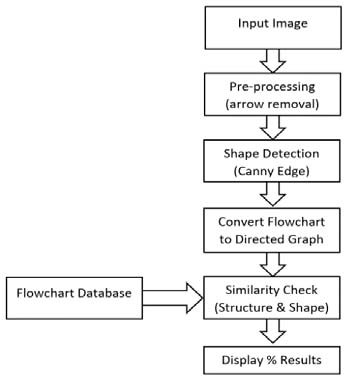 Input Image
Pre-processing
(arrow removal)
Shape Detection
(Canny Edge)
Convert Flowchart
to Directed Graph
Flowchart Database
Similarity Check
(Structure & Shape)
Display % Results